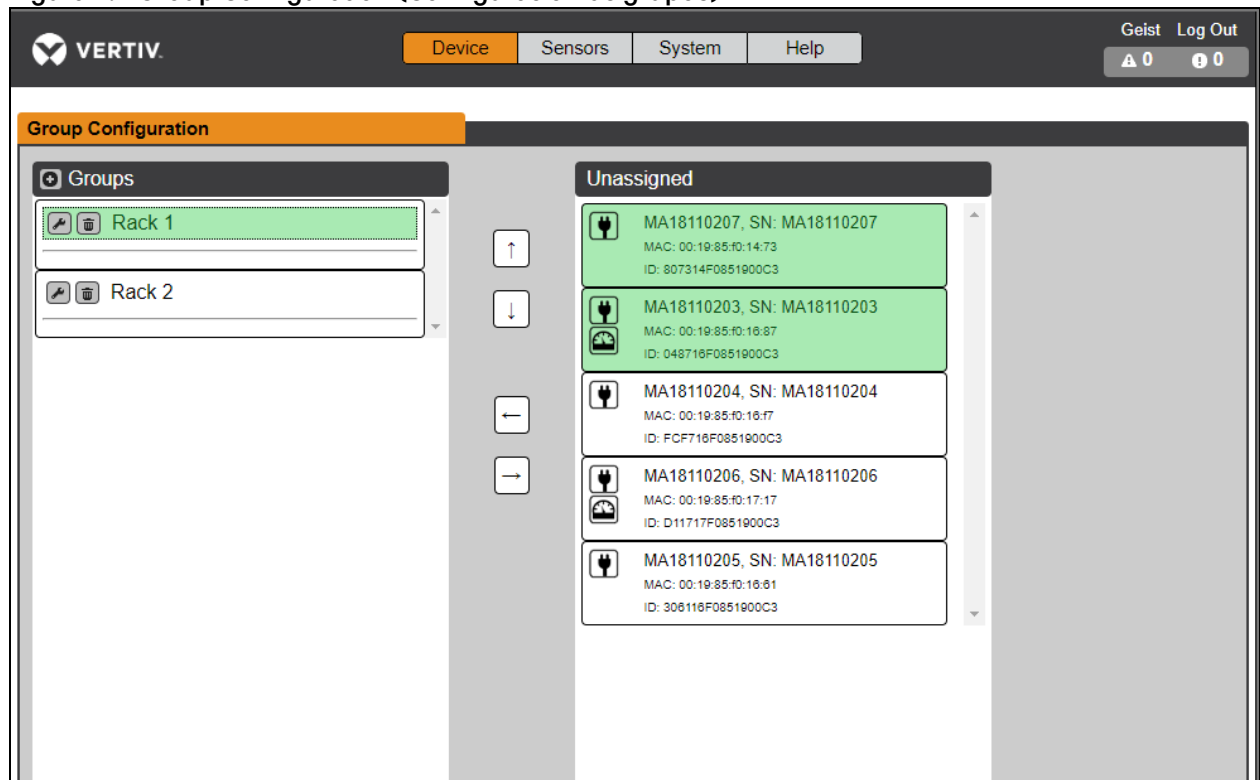 VERTIV.
Device
Sensors
System
Help
Geist
Log Out
0
0
Group Configuration
Groups
Rack 1
Rack 2
Unassigned
MA18110207, SN: MA18110207
MAC: 00:19:85:f0:14:73
ID: 807314F0851900C3
MA18110203, SN: MA18110203
MAC: 00:19:85:f0:16:87
ID: 048716F0851900C3
MA18110204, SN: MA18110204
MAC: 00:19:85:f0:16:f7
ID: FCF716F0851900C3
MA18110206, SN: MA18110206
MAC: 00:19:85:f0:17:17
ID: D11717F0851900C3
MA18110205, SN: MA18110205
MAC: 00:19:85:f0:16:61
ID: 306116F0851900C3